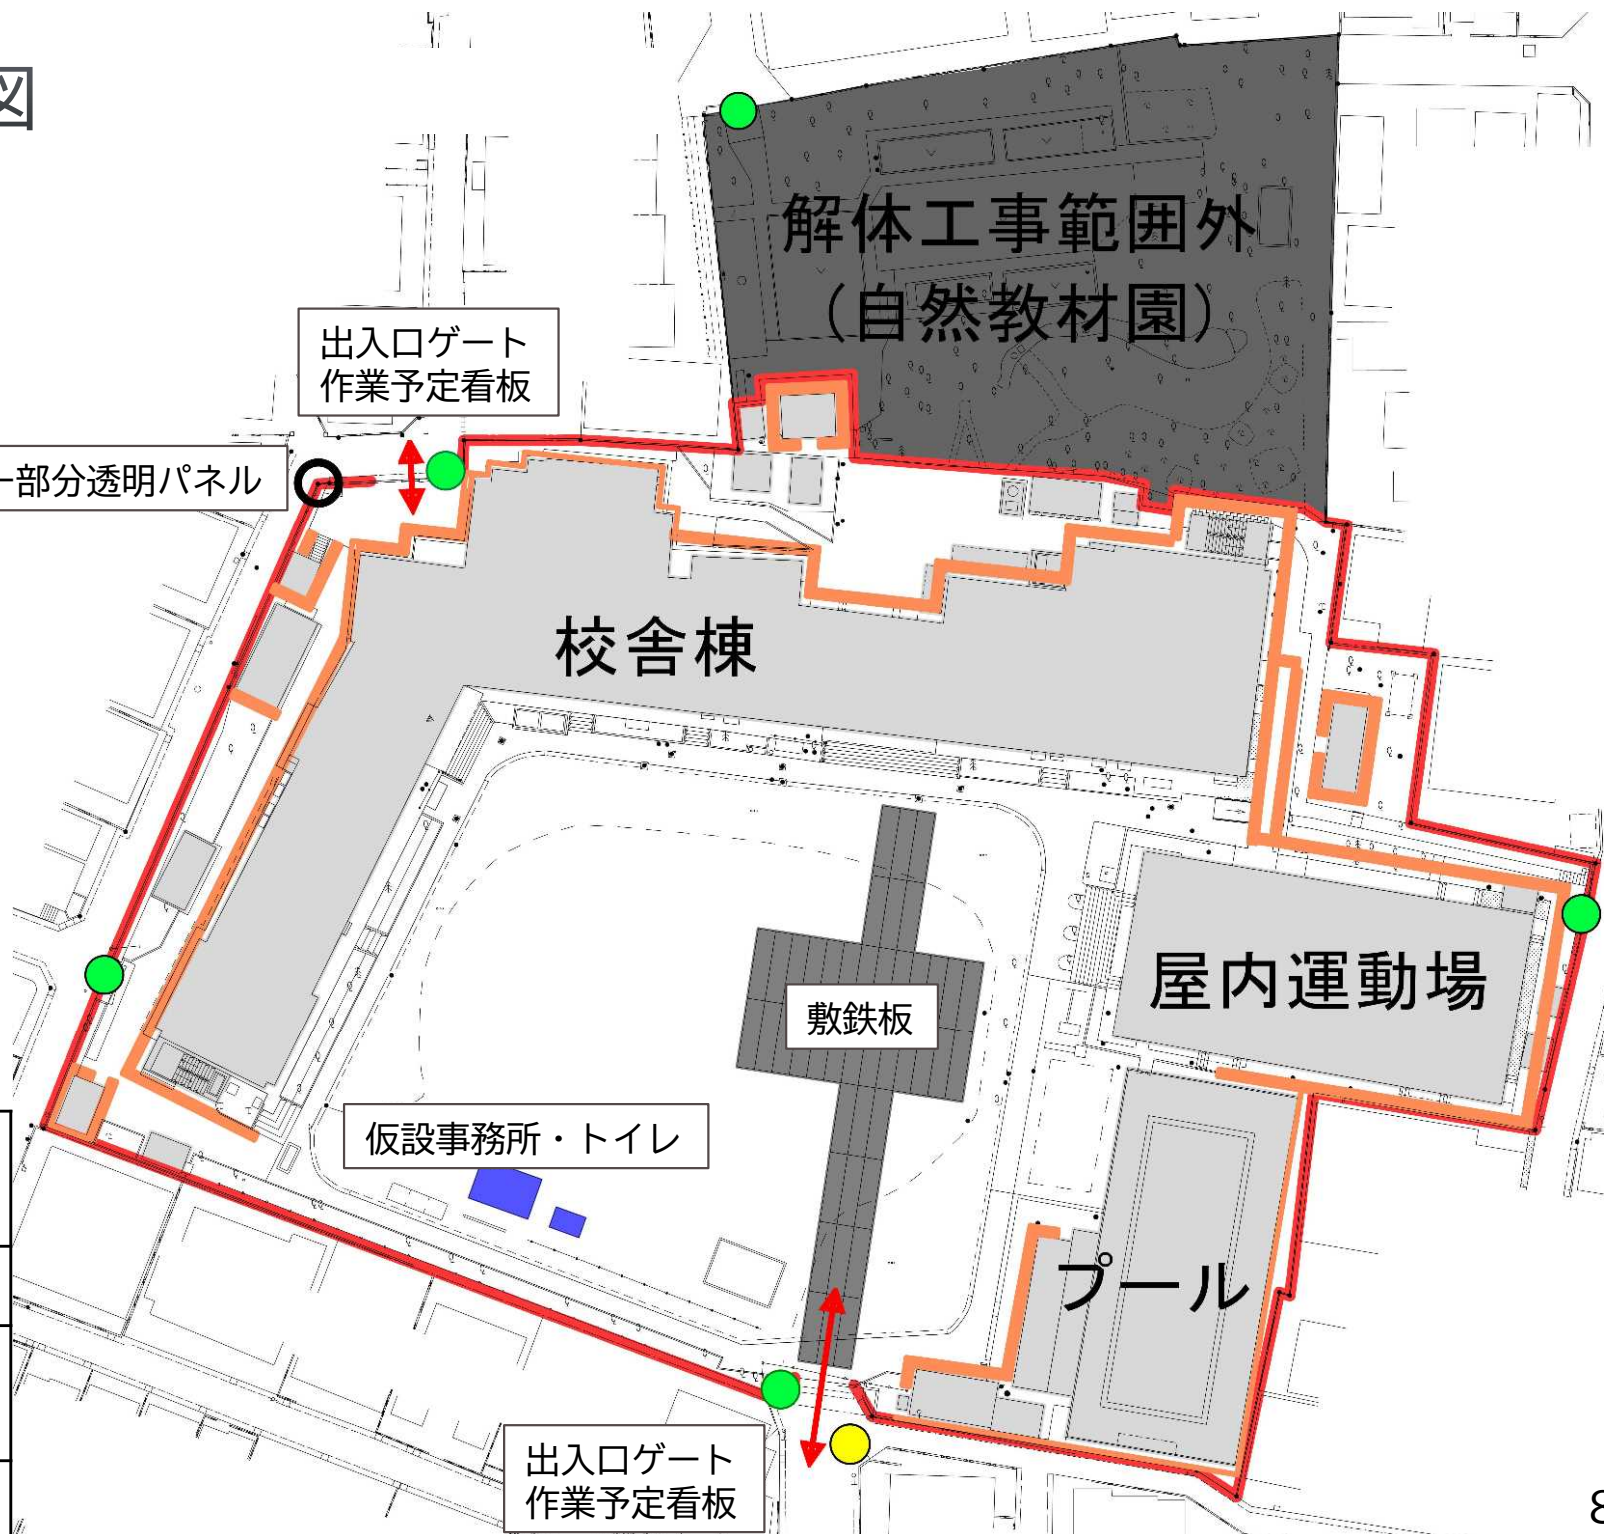 図
解体工事範囲外
（自然教材園）
出入口ゲート
作業予定看板
一部分透明パネル
校舎棟
屋内運動場
敷鉄板
仮設事務所・トイレ
プール
出入口ゲート
作業予定看板
8